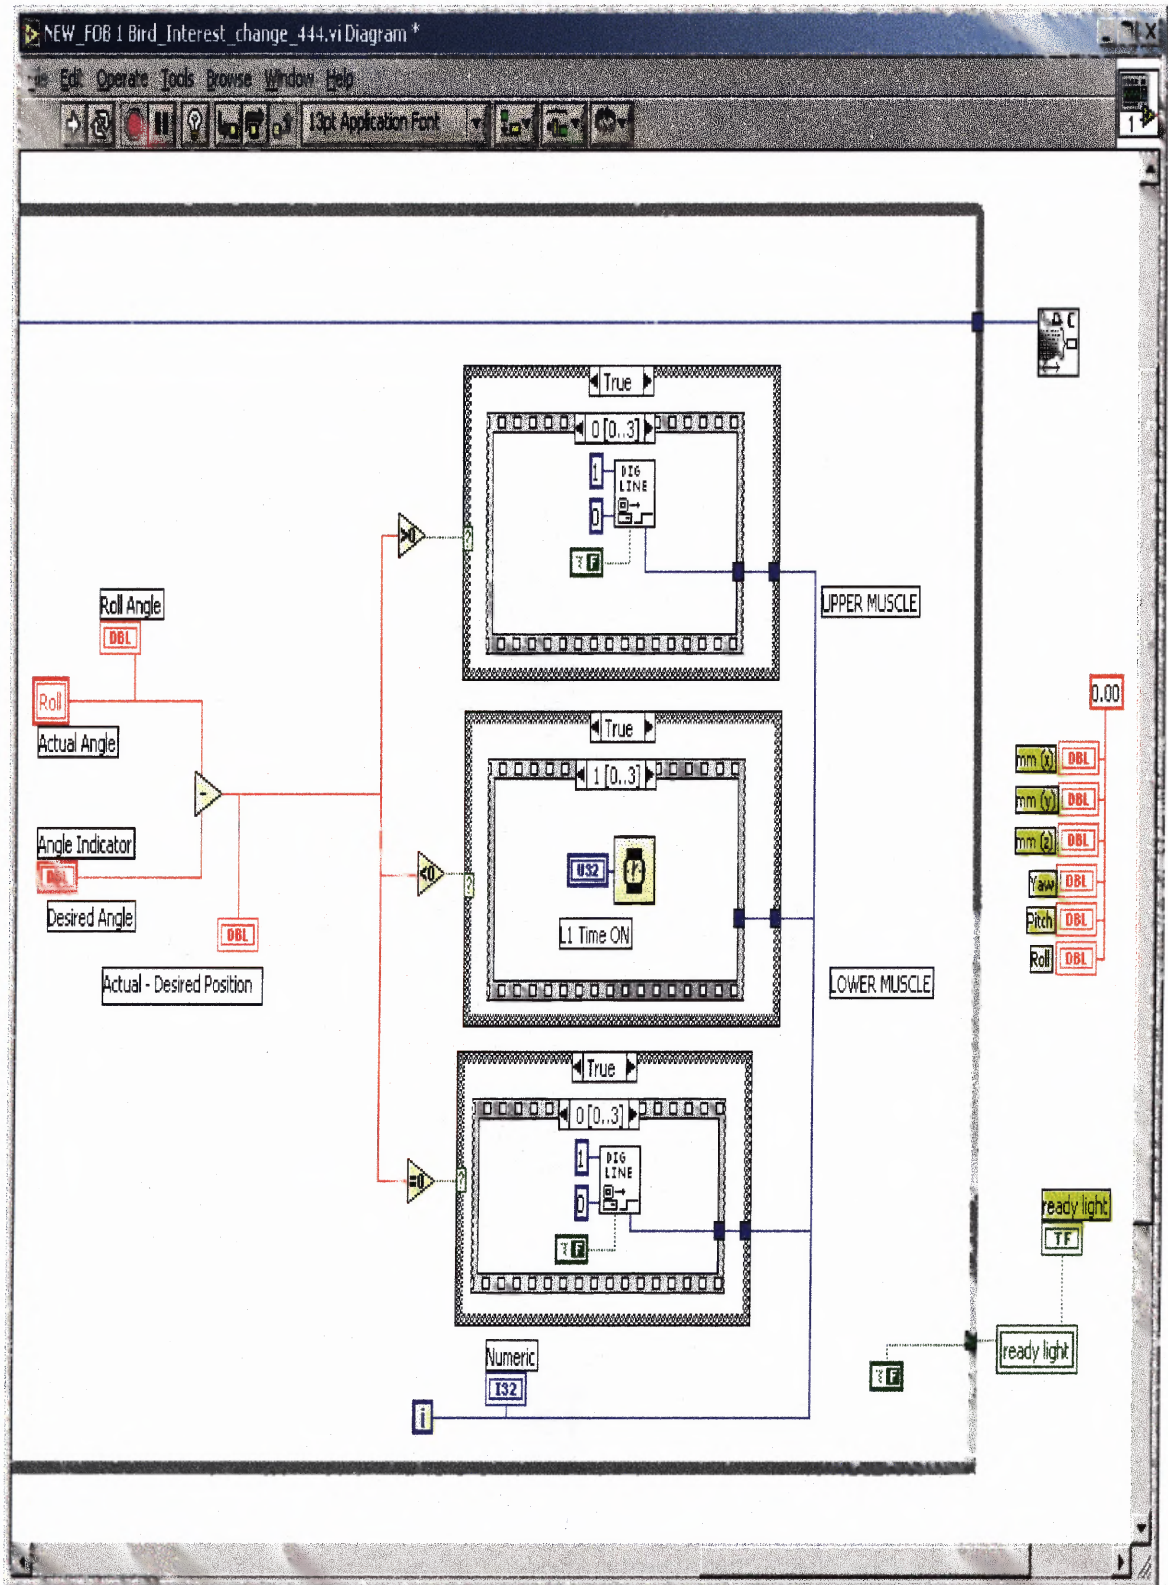 NEW_FOB 1 Bird_Interest_change_444.vi Diagram *
Edit Operate Tools Browse Window Help
13pt Application Font
1
True
0 [0..3]
1
DIG
LINE
0
F
>0
?
UPPER MUSCLE
Roll Angle
DBL
Roll
Actual Angle
-
Angle Indicator
DBL
Desired Angle
DBL
Actual - Desired Position
True
1 [0..3]
<0
?
U32
L1 Time ON
LOWER MUSCLE
0.00
mm (x) DBL
mm (y) DBL
mm (z) DBL
Yaw DBL
Pitch DBL
Roll DBL
True
0 [0..3]
1
DIG
LINE
0
F
=0
?
ready light
TF
ready light
F
Numeric
I32
i